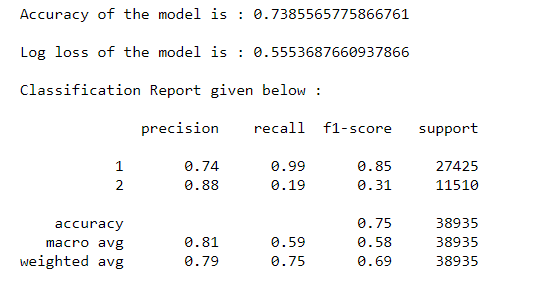 Accuracy of the model is : 0.7385565775866761
Log loss of the model is : 0.5553687660937866
Classification Report given below :
precision recall f1-score support
1 0.74 0.99 0.85 27425
2 0.88 0.19 0.31 11510
accuracy 0.75 38935
macro avg 0.81 0.59 0.58 38935
weighted avg 0.79 0.75 0.69 38935